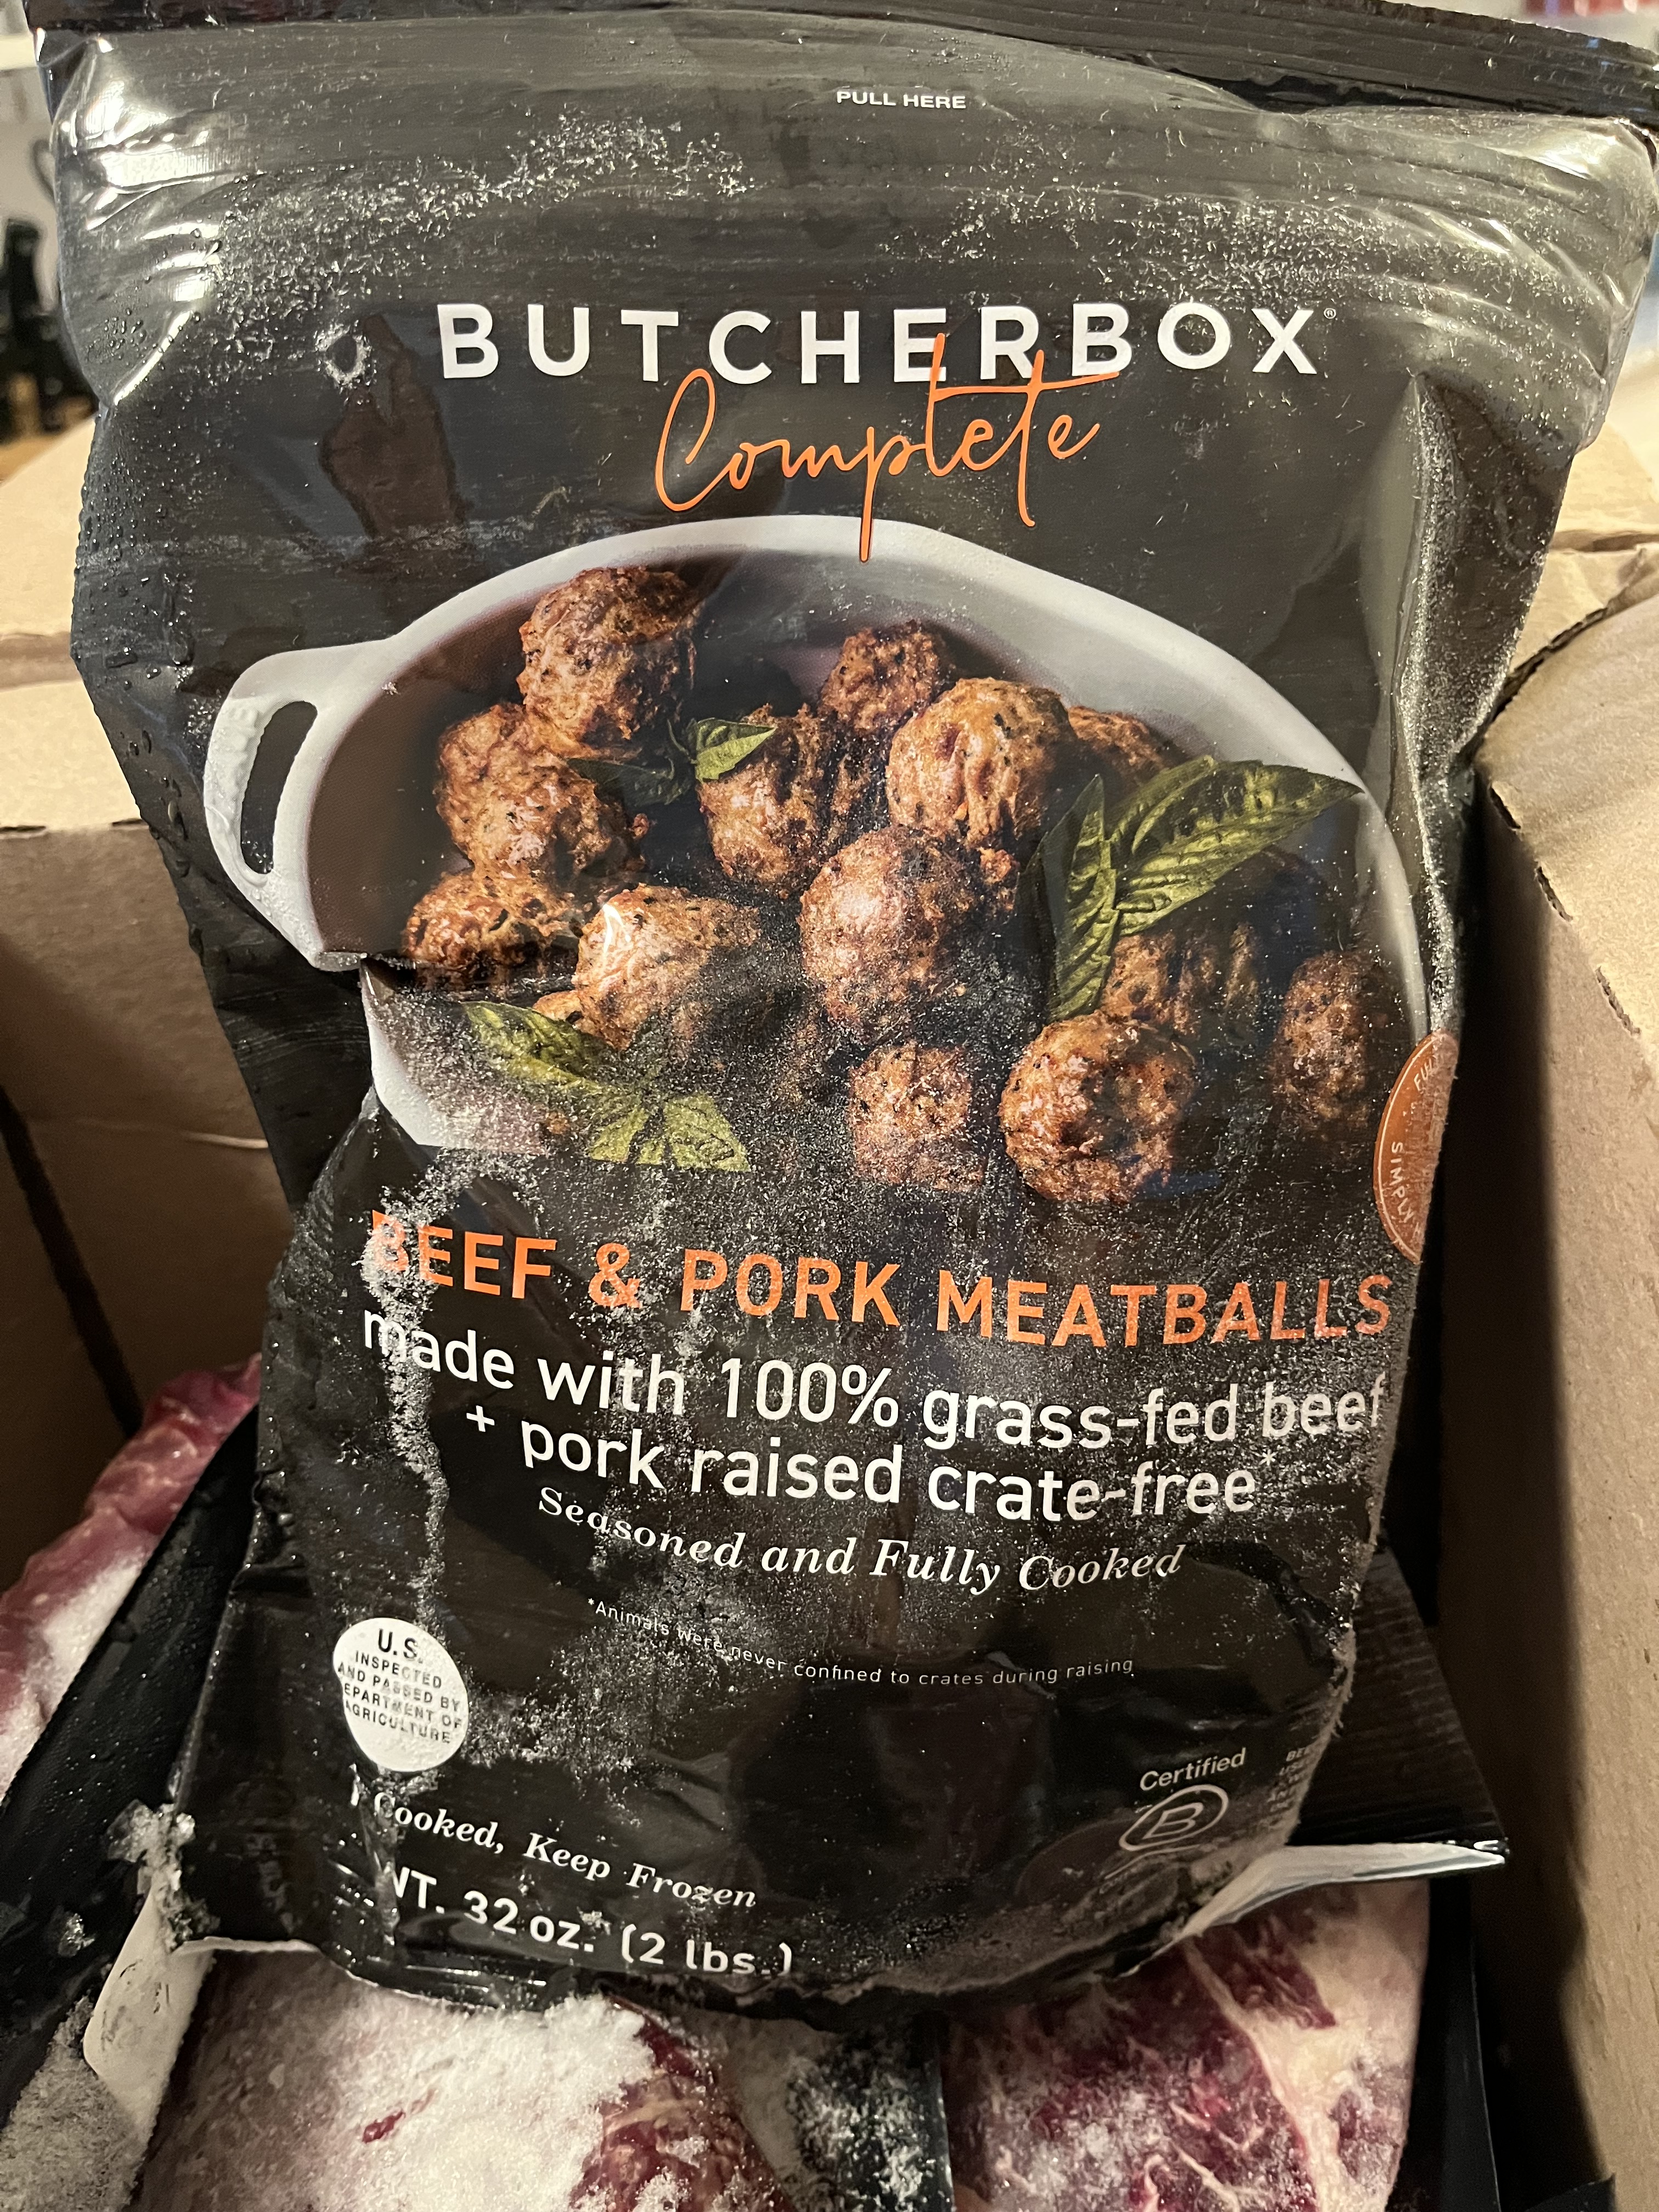 PULL HERE
BUTCHERBOX®
Complete
BEEF & PORK MEATBALLS
made with 100% grass-fed beef
+ pork raised crate-free*
Seasoned and Fully Cooked
*Animals were never confined to crates during raising
U.S.
INSPECTED
AND PASSED BY
EPARTMENT OF
AGRICULTURE
Certified
B
Cooked, Keep Frozen
WT. 32 oz. (2 lbs.)